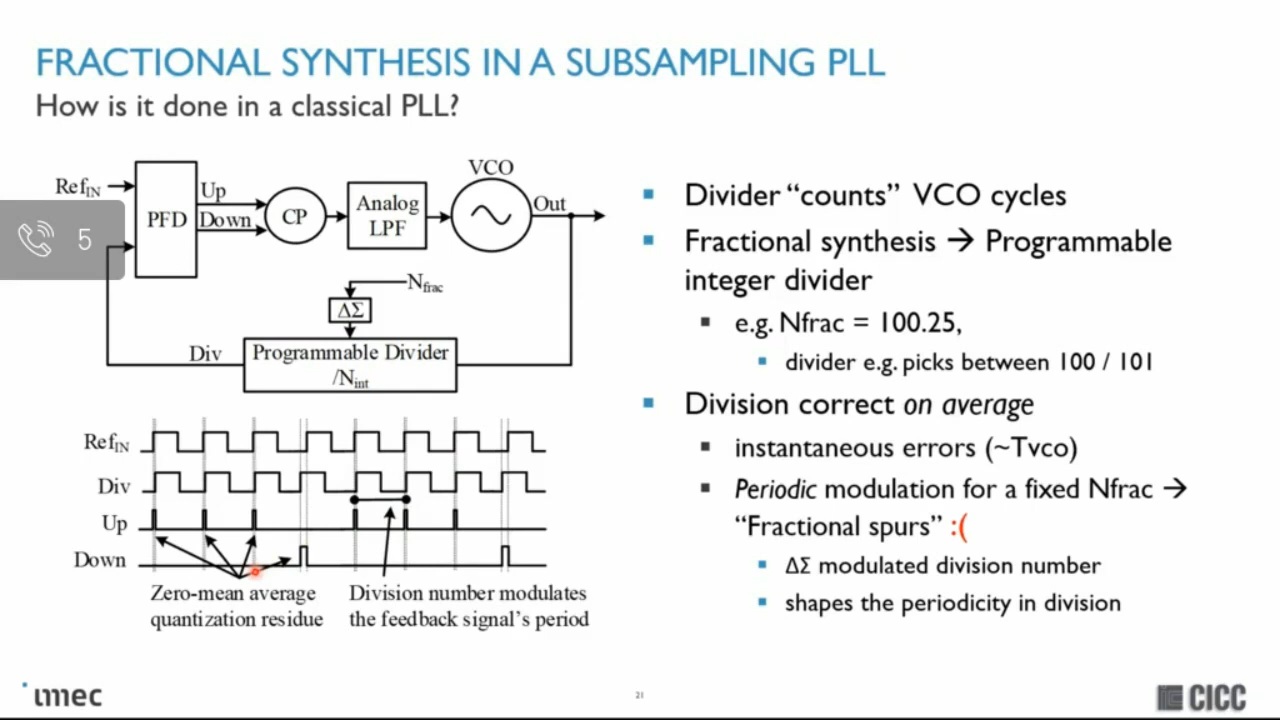 FRACTIONAL SYNTHESIS IN A SUBSAMPLING PLL
How is it done in a classical PLL?
VCO
RefIN
Up
Down
PFD
CP
Analog
LPF
Out
5
Nfrac
ΔΣ
Div
Programmable Divider
/Nint
RefIN
Div
Up
Down
Zero-mean average
quantization residue
Division number modulates
the feedback signal's period
▪ Divider “counts” VCO cycles
▪ Fractional synthesis → Programmable
integer divider
▪ e.g. Nfrac = 100.25,
▪ divider e.g. picks between 100 / 101
▪ Division correct on average
▪ instantaneous errors (~Tvco)
▪ Periodic modulation for a fixed Nfrac →
“Fractional spurs” :(
▪ ΔΣ modulated division number
▪ shapes the periodicity in division
imec
21
CICC